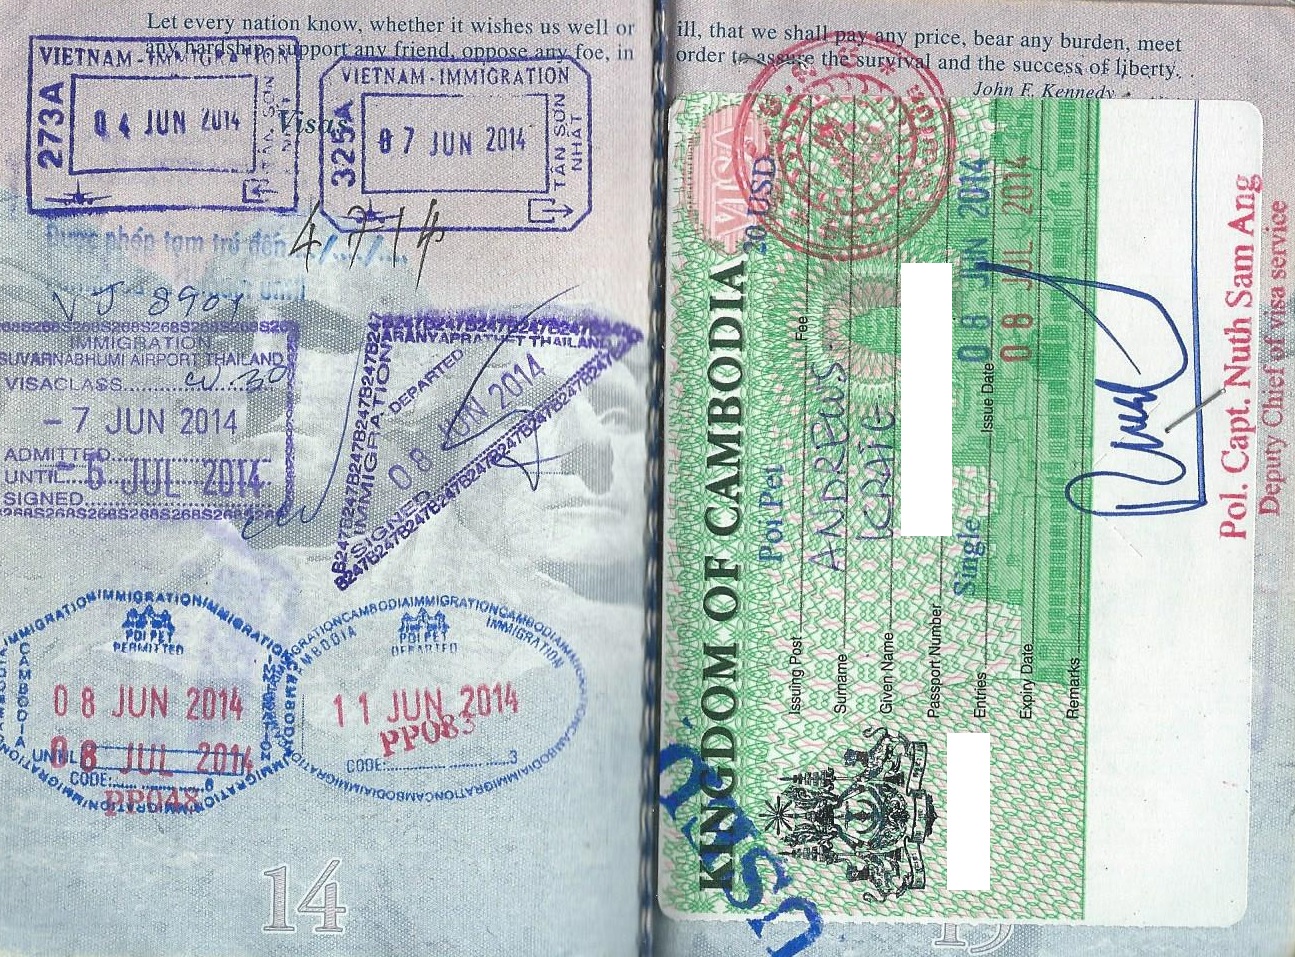 Let every nation know, whether it wishes us well or
any hardship, support any friend, oppose any foe, in
VIETNAM - IMMIGRATION
273A
04 JUN 2014
TÂN SƠN NHẤT
Visas
VIETNAM - IMMIGRATION
325A
07 JUN 2014
TÂN SƠN NHẤT
Được phép tạm trú đến
4/7/14
VJ 8901
S268S268S268S268S268S268S268
IMMIGRATION
SUVARNABHUMI AIRPORT THAILAND
VISA CLASS
- 7 JUN 2014
ADMITTED
UNTIL - 6 JUL 2014
SIGNED
S268S268S268S268S268S268S268
B247B247B247B247B247B247
ARANYAPRATHET THAILAND
IMMIGRATION
DEPARTED
08 JUN 2014
SIGNED
IMMIGRATION
CAMBODIA
POI PET
PERMITTED
08 JUN 2014
UNTIL 08 JUL 2014
CODE: 8
PP048
CAMBODIA IMMIGRATION
POI PET
DEPARTED
11 JUN 2014
PP083
CODE: 3
14
ill, that we shall pay any price, bear any burden, meet
order to assure the survival and the success of liberty.
John F. Kennedy
KINGDOM OF CAMBODIA
VISA
Issuing Post Poi Pet Fee 20 USD
Surname ANDREWS
Given Name
Passport Number
Entries Single Issue Date 08 JUN 2014
Expiry Date 08 JUL 2014
Remarks
Pol. Capt. Nuth Sam Ang
Deputy Chief of visa service
USED
15